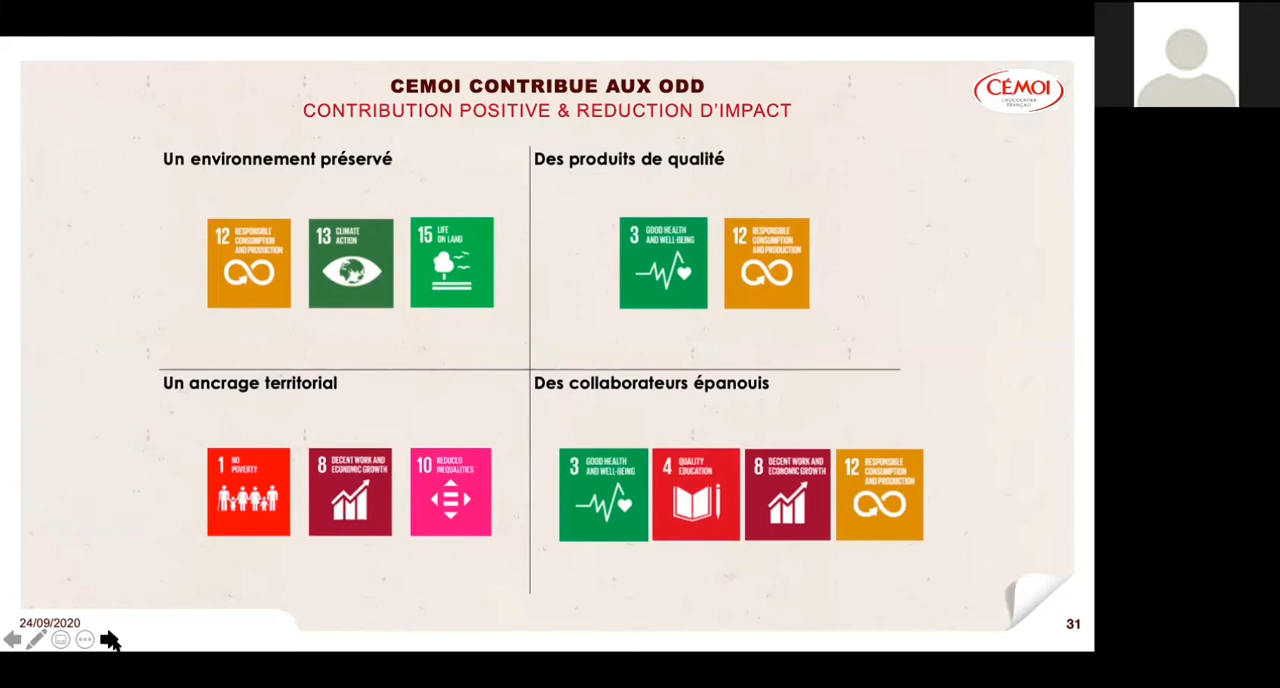 CEMOI CONTRIBUE AUX ODD
CONTRIBUTION POSITIVE & REDUCTION D'IMPACT
CÉMOI
CHOCOLATIER
FRANÇAIS
Un environnement préservé
12 RESPONSIBLE
CONSUMPTION
AND PRODUCTION
13 CLIMATE
ACTION
15 LIFE
ON LAND
Des produits de qualité
3 GOOD HEALTH
AND WELL-BEING
12 RESPONSIBLE
CONSUMPTION
AND PRODUCTION
Un ancrage territorial
1 NO
POVERTY
8 DECENT WORK AND
ECONOMIC GROWTH
10 REDUCED
INEQUALITIES
Des collaborateurs épanouis
3 GOOD HEALTH
AND WELL-BEING
4 QUALITY
EDUCATION
8 DECENT WORK AND
ECONOMIC GROWTH
12 RESPONSIBLE
CONSUMPTION
AND PRODUCTION
24/09/2020
31